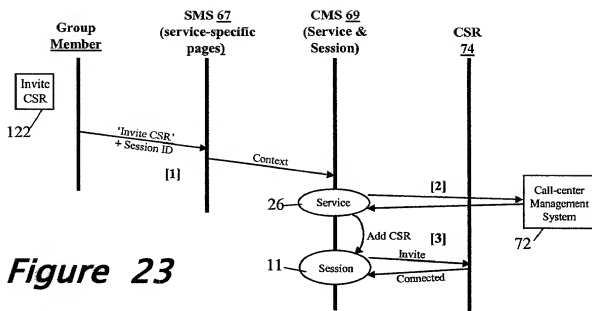 Group
Member
SMS 67
(service-specific
pages)
CMS 69
(Service &
Session)
CSR
74
Invite
CSR
122
'Invite CSR'
+ Session ID
[1]
Context
[2]
Call-center
Management
System
72
26
Service
Add CSR
[3]
Invite
11
Session
Connected
Figure 23